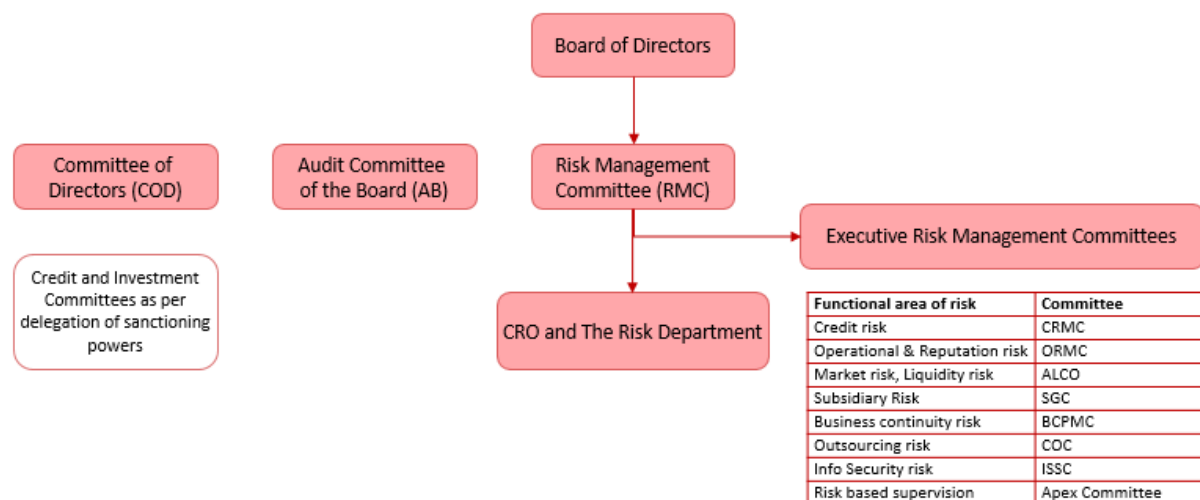 Board of Directors
Committee of
Directors (COD)
Audit Committee
of the Board (AB)
Risk Management
Committee (RMC)
Executive Risk Management Committees
Credit and Investment
Committees as per
delegation of sanctioning
powers
CRO and The Risk Department
Functional area of risk Committee
Credit risk CRMC
Operational & Reputation risk ORMC
Market risk, Liquidity risk ALCO
Subsidiary Risk SGC
Business continuity risk BCPMC
Outsourcing risk COC
Info Security risk ISSC
Risk based supervision Apex Committee